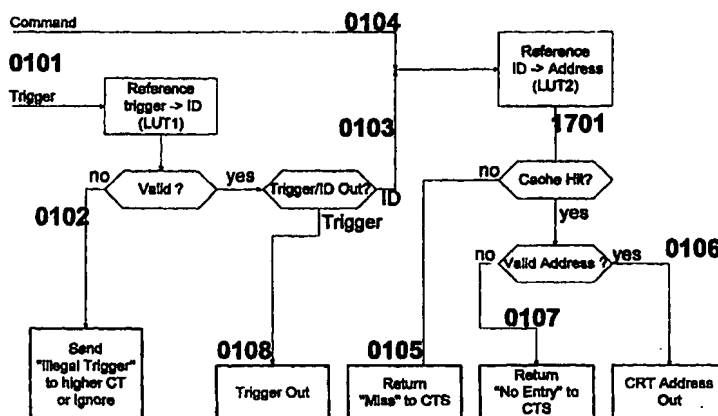 Command
0104
0101
Trigger
Reference
trigger -> ID
(LUT1)
Reference
ID -> Address
(LUT2)
0103
1701
no
Valid ?
yes
Trigger/ID Out?
ID
no
Cache Hit?
0102
Trigger
yes
no
Valid Address ?
yes
0106
0107
Send
"Illegal Trigger"
to higher CT
or Ignore
0108
Trigger Out
0105
Return
"Miss" to CTS
Return
"No Entry" to
CTS
CRT Address
Out